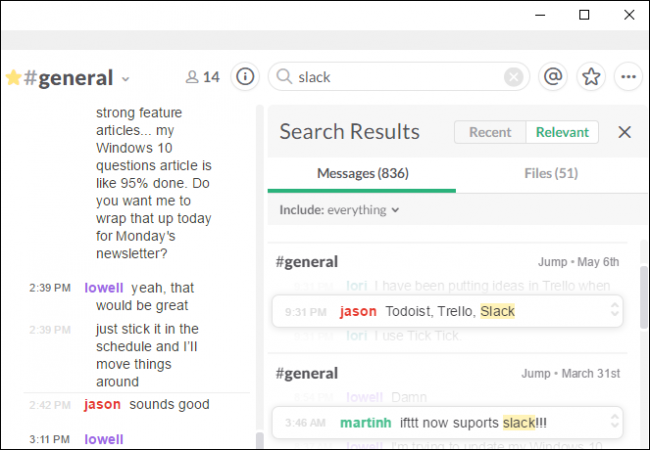 #general
14
slack
strong feature
articles... my
Windows 10
questions article is
like 95% done. Do
you want me to
wrap that up today
for Monday's
newsletter?
2:39 PM lowell yeah, that
would be great
2:39 PM just stick it in the
schedule and I'll
move things
around
2:42 PM jason sounds good
3:11 PM lowell
Search Results
Recent
Relevant
Messages (836)
Files (51)
Include: everything
#general
Jump • May 6th
lori I have been putting ideas in Trello when
9:31 PM jason Todoist, Trello, Slack
lori I use Tick Tick.
#general
Jump • March 31st
lowell Damn.
3:46 AM martinh ifttt now suports slack!!!
lowell I'm trying to update my Windows 10